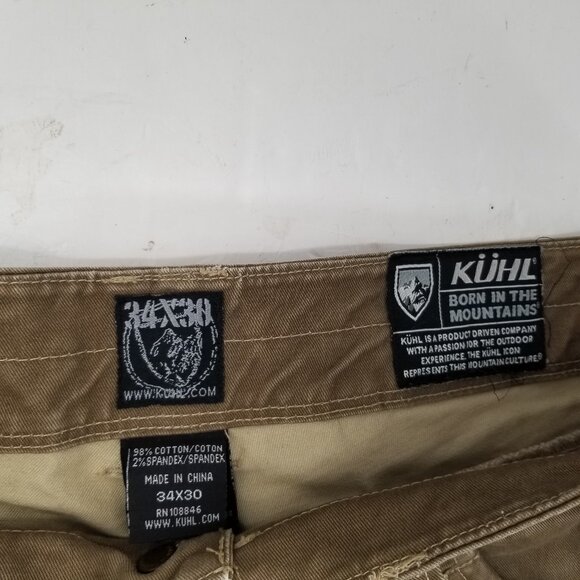 34X30
WWW.KUHL.COM
KÜHL®
BORN IN THE
MOUNTAINS®
KÜHL IS A PRODUCT DRIVEN COMPANY
WITH A PASSION FOR THE OUTDOOR
EXPERIENCE. THE KÜHL ICON
REPRESENTS THIS MOUNTAIN CULTURE®
98% COTTON/COTON
2%SPANDEX/SPANDEX
MADE IN CHINA
34X30
RN108846
WWW.KUHL.COM